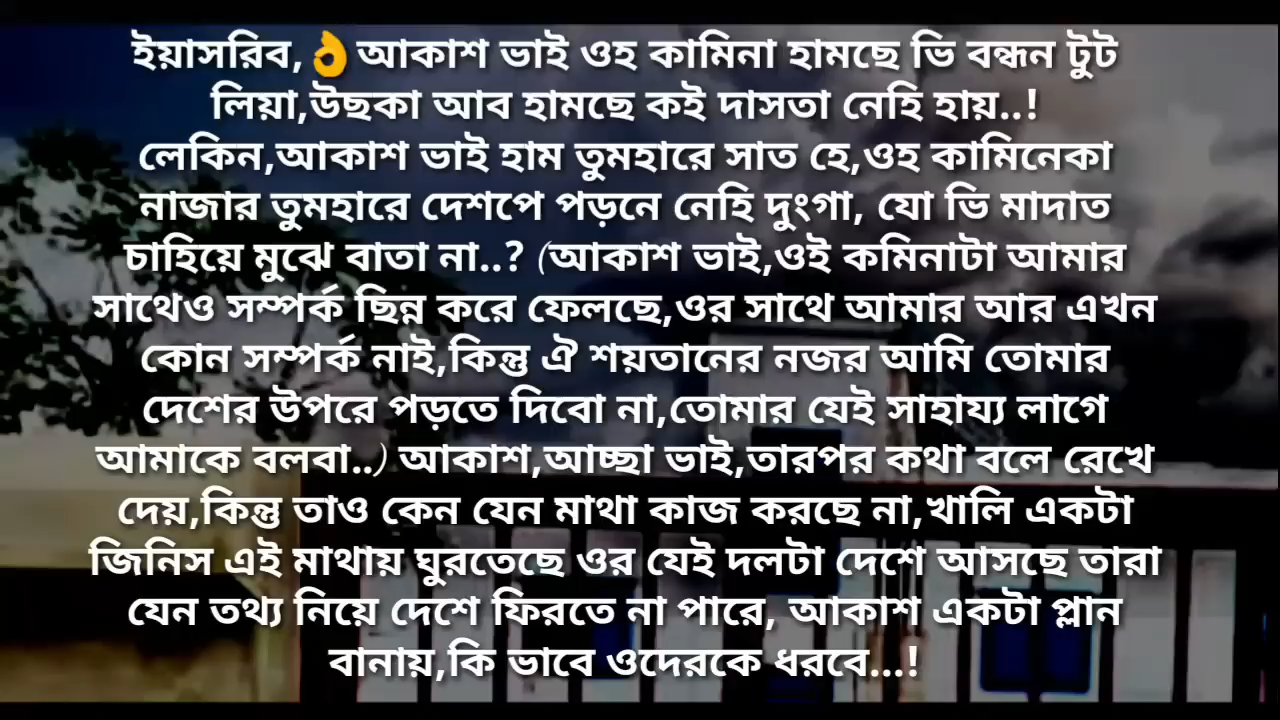 ইয়াসরিব,👌আকাশ ভাই ওহ কামিনা হামছে ভি বন্ধন টুট
লিয়া,উছকা আব হামছে কই দাসতা নেহি হায়..!
লেকিন,আকাশ ভাই হাম তুমহারে সাত হে,ওহ কামিনেকা
নাজার তুমহারে দেশপে পড়নে নেহি দুংগা, যো ভি মাদাত
চাহিয়ে মুঝে বাতা না..? (আকাশ ভাই,ওই কমিনাটা আমার
সাথেও সম্পর্ক ছিন্ন করে ফেলছে,ওর সাথে আমার আর এখন
কোন সম্পর্ক নাই,কিন্তু ঐ শয়তানের নজর আমি তোমার
দেশের উপরে পড়তে দিবো না,তোমার যেই সাহায্য লাগে
আমাকে বলবা..) আকাশ,আচ্ছা ভাই,তারপর কথা বলে রেখে
দেয়,কিন্তু তাও কেন যেন মাথা কাজ করছে না,খালি একটা
জিনিস এই মাথায় ঘুরতেছে ওর যেই দলটা দেশে আসছে তারা
যেন তথ্য নিয়ে দেশে ফিরতে না পারে, আকাশ একটা প্লান
বানায়,কি ভাবে ওদেরকে ধরবে...!